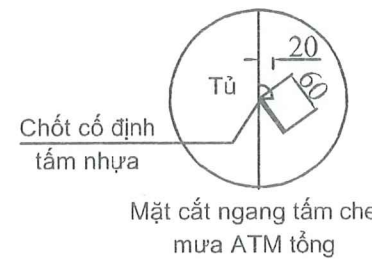 20
Tủ
60
Chốt cố định
tấm nhựa
Mặt cắt ngang tấm che
mưa ATM tổng